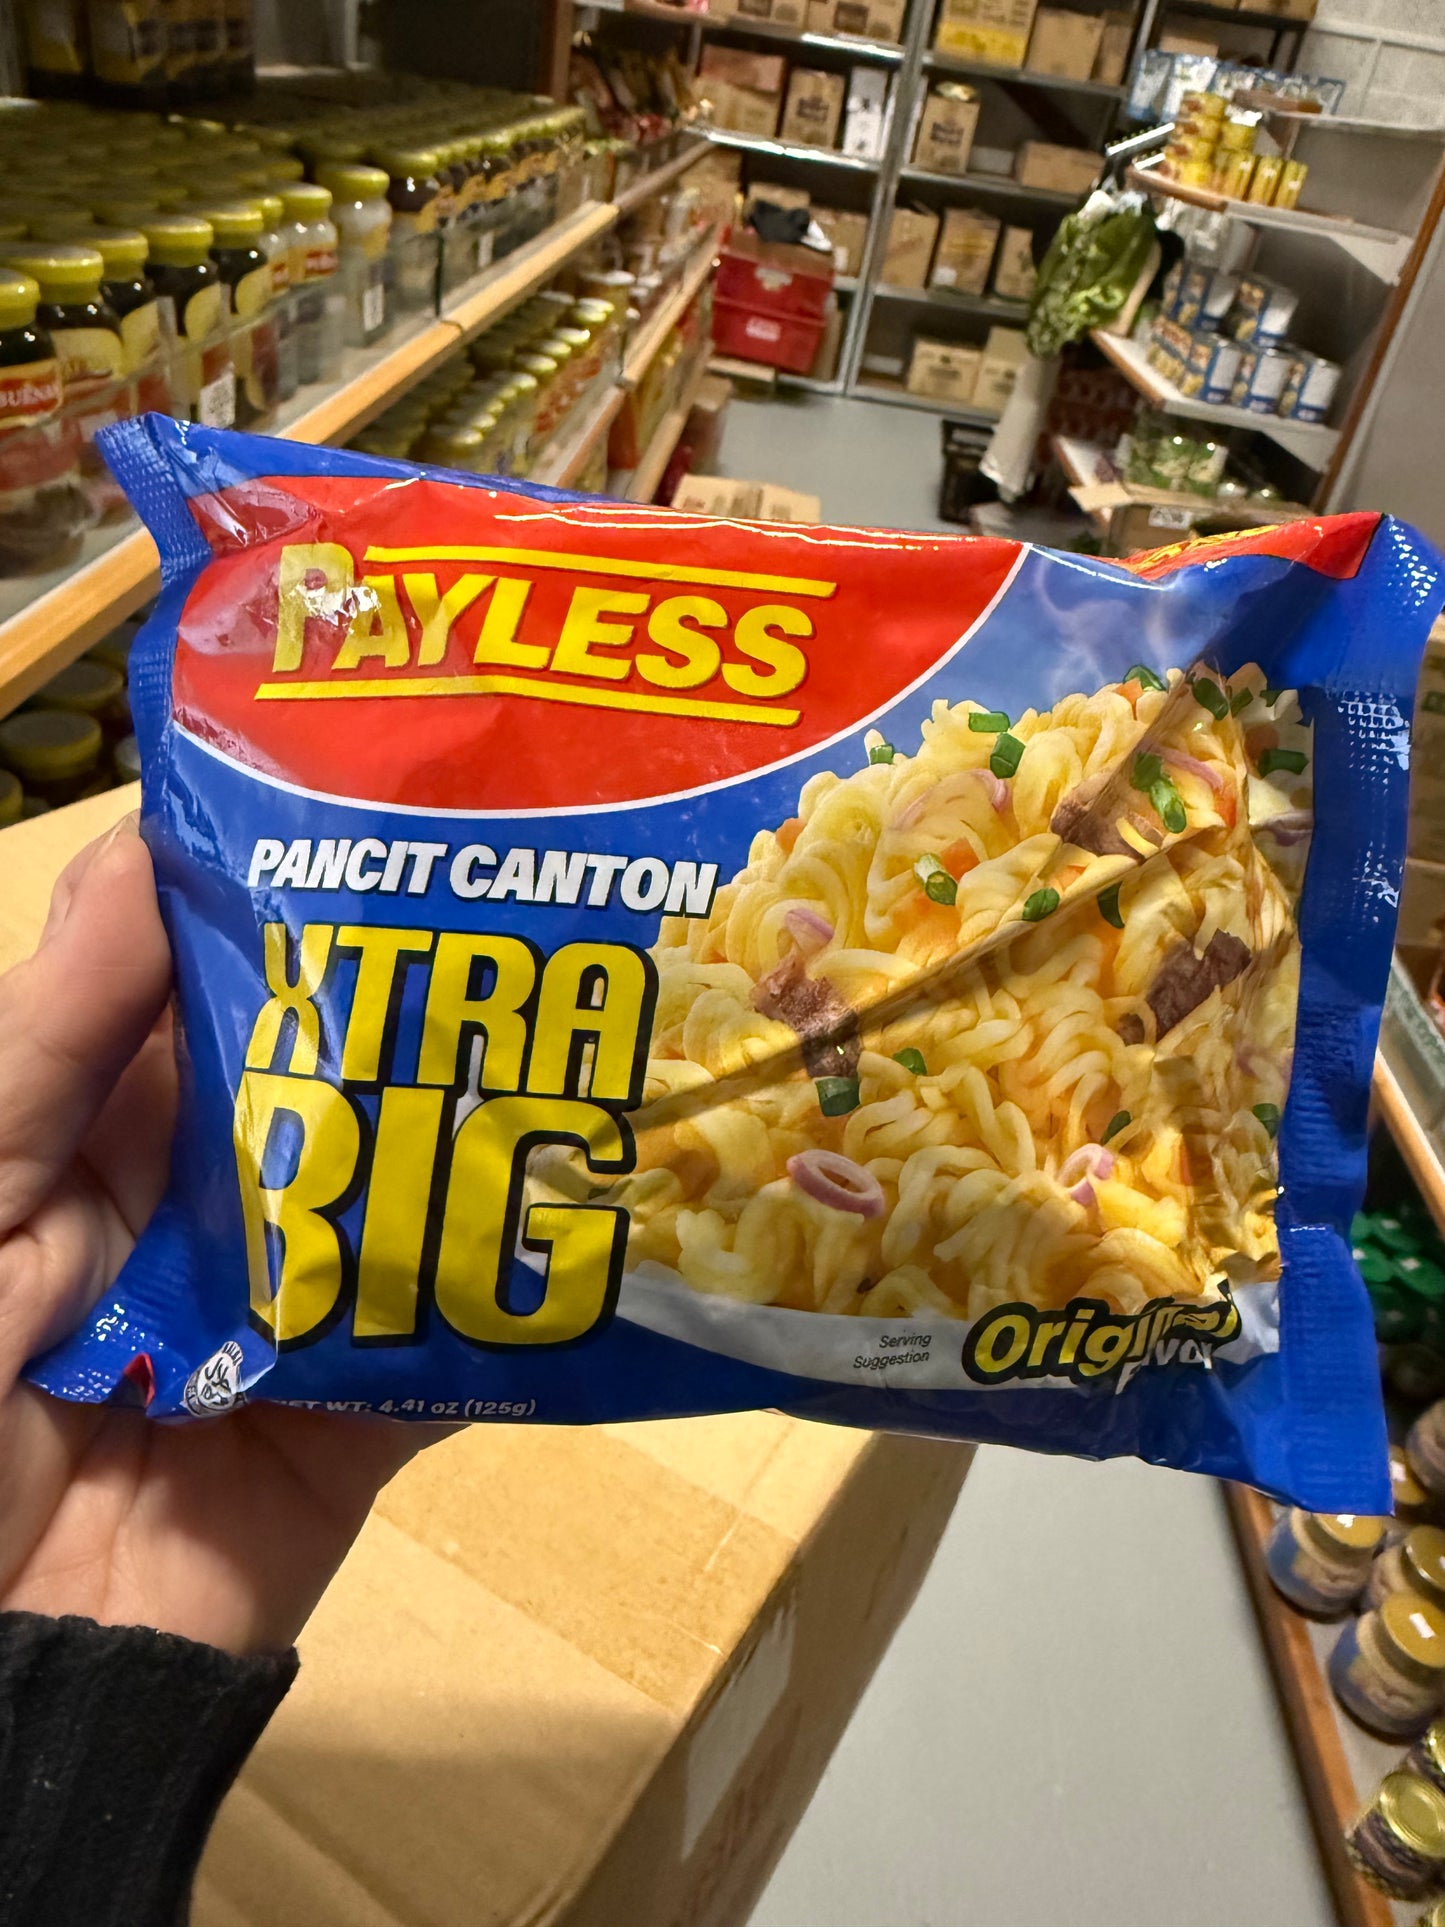 PAYLESS
PANCIT CANTON
XTRA
BIG
Serving
Suggestion
NET WT: 4.41 oz (125g)